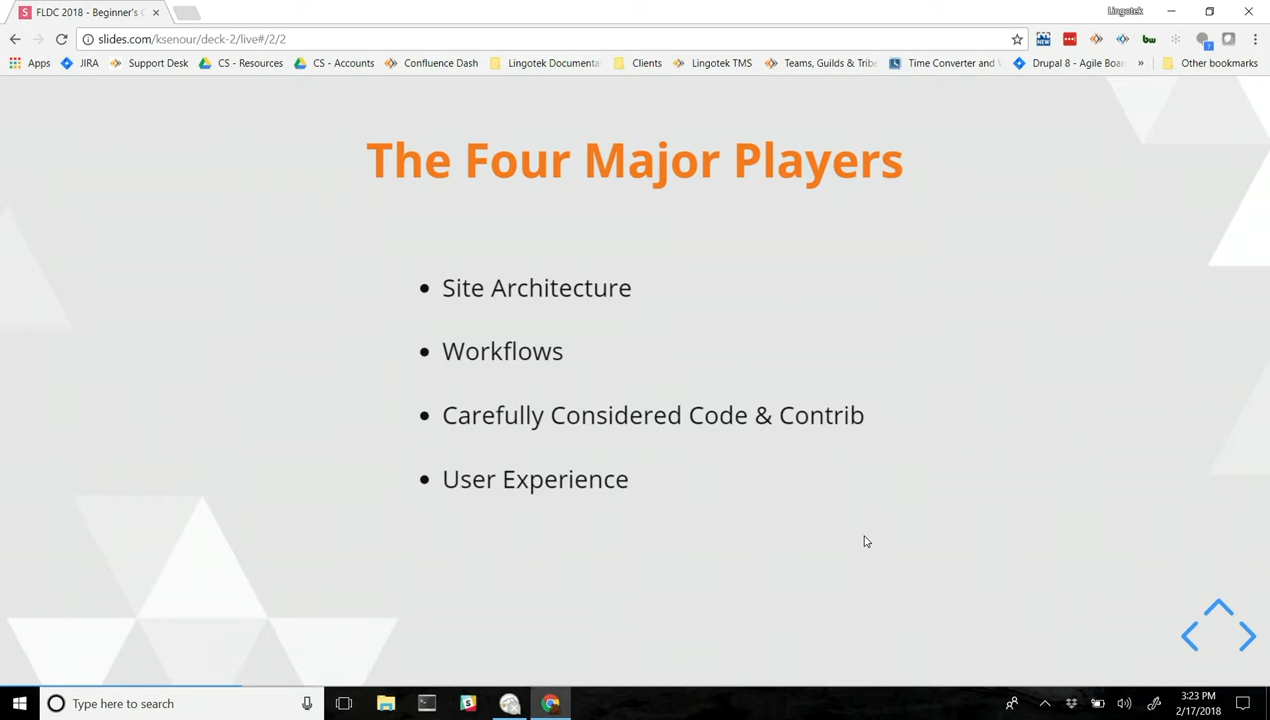 FLDC 2018 - Beginner's
Lingotek
slides.com/ksenour/deck-2/live#/2/2
NEW
bw
Apps
JIRA
Support Desk
CS - Resources
CS - Accounts
Confluence Dash
Lingotek Documenta
Clients
Lingotek TMS
Teams, Guilds & Tribe
Time Converter and
Drupal 8 - Agile Boar
»
Other bookmarks
The Four Major Players
• Site Architecture
• Workflows
• Carefully Considered Code & Contrib
• User Experience
Type here to search
3:23 PM
2/17/2018